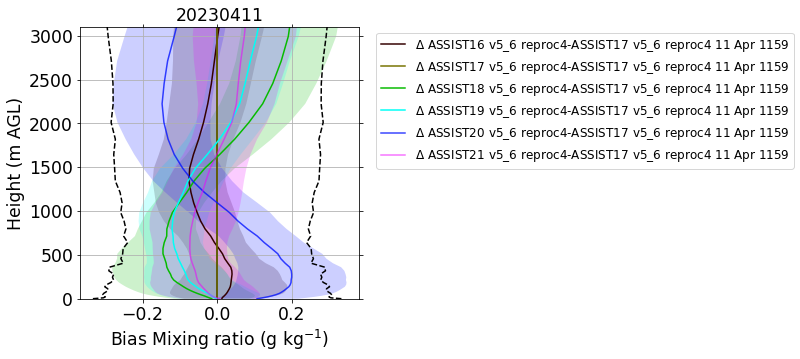 20230411
3000
2500
2000
1500
1000
500
0
Height (m AGL)
−0.2
0.0
0.2
Bias Mixing ratio (g kg⁻¹)
Δ ASSIST16 v5_6 reproc4-ASSIST17 v5_6 reproc4 11 Apr 1159
Δ ASSIST17 v5_6 reproc4-ASSIST17 v5_6 reproc4 11 Apr 1159
Δ ASSIST18 v5_6 reproc4-ASSIST17 v5_6 reproc4 11 Apr 1159
Δ ASSIST19 v5_6 reproc4-ASSIST17 v5_6 reproc4 11 Apr 1159
Δ ASSIST20 v5_6 reproc4-ASSIST17 v5_6 reproc4 11 Apr 1159
Δ ASSIST21 v5_6 reproc4-ASSIST17 v5_6 reproc4 11 Apr 1159